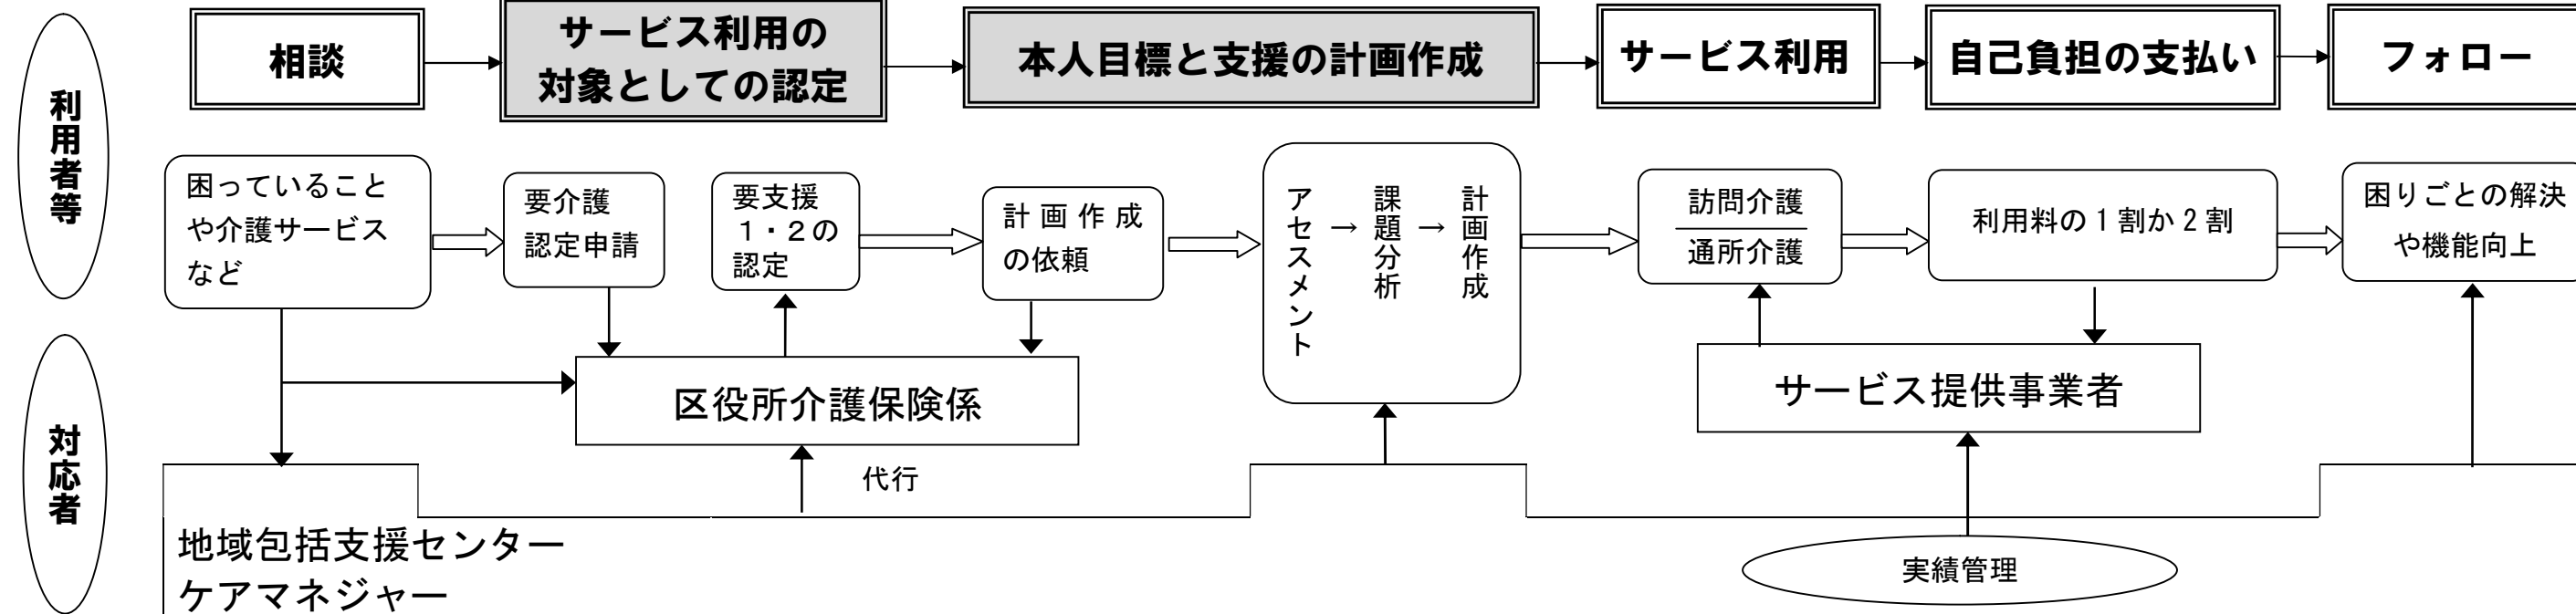 相談
サービス利用の
対象としての認定
本人目標と支援の計画作成
サービス利用
自己負担の支払い
フォロー
利用者等
困っていること
や介護サービス
など
要介護
認定申請
要支援
1・2の
認定
計画作成
の依頼
アセスメント
→
課題分析
→
計画作成
訪問介護
通所介護
利用料の1割か2割
困りごとの解決
や機能向上
対応者
区役所介護保険係
サービス提供事業者
代行
地域包括支援センター
ケアマネジャー
実績管理